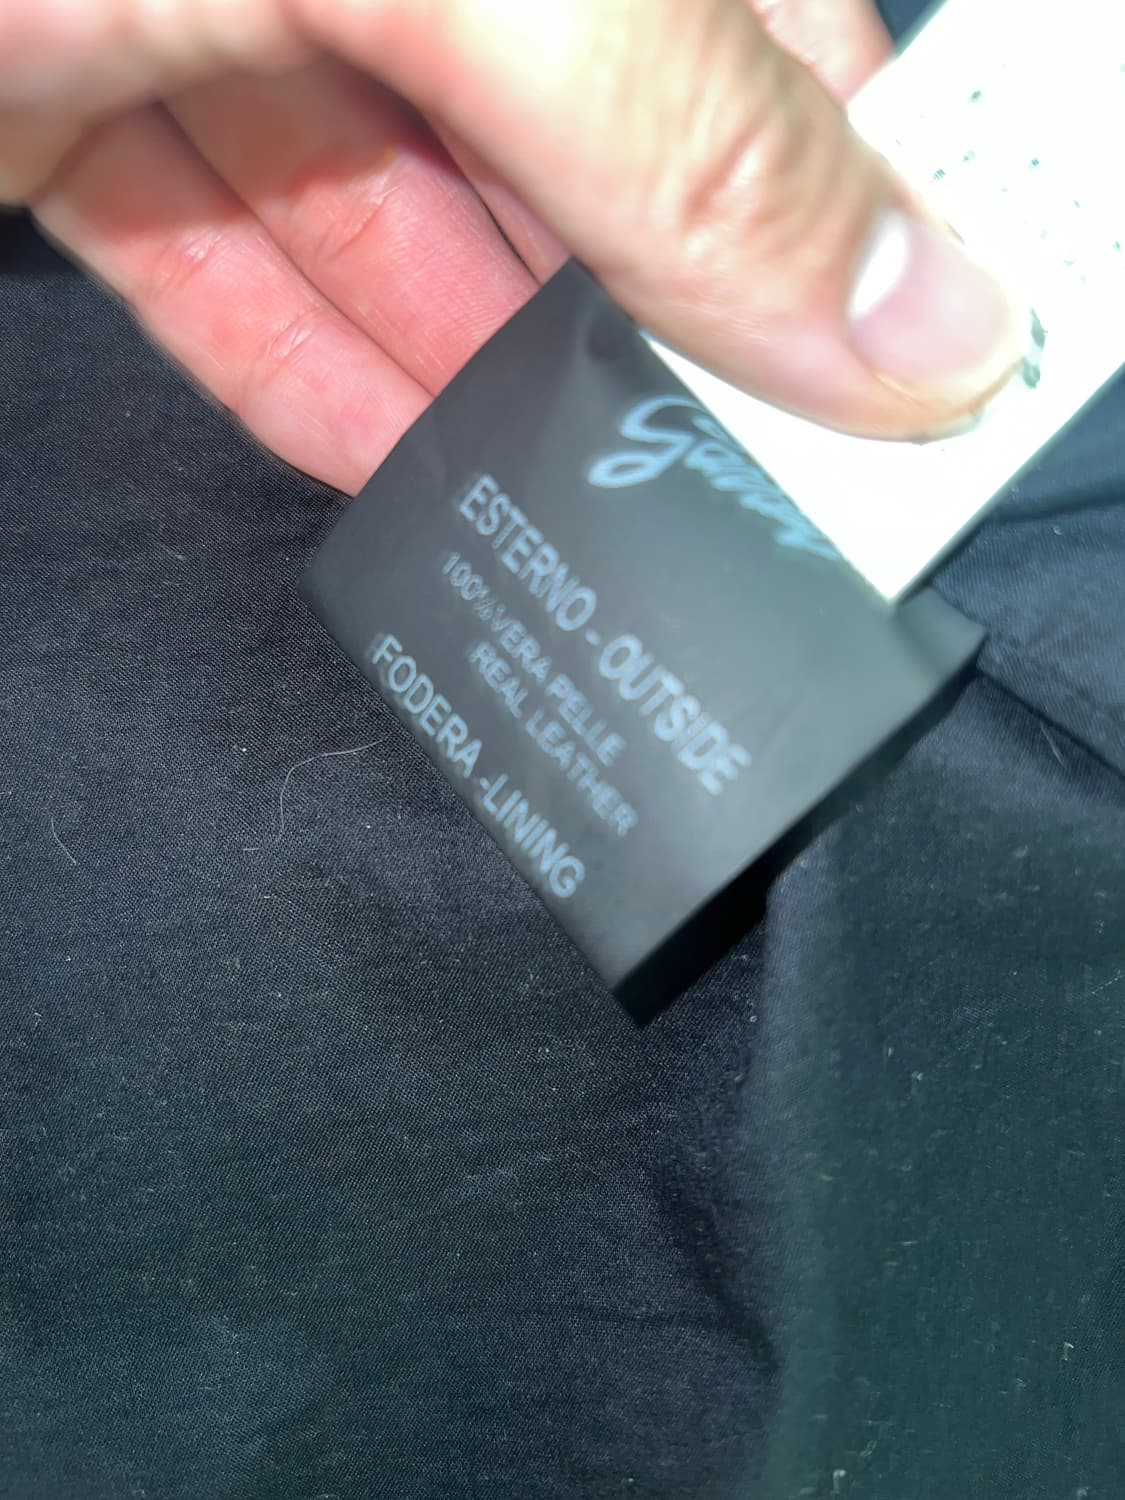 ESTERNO - OUTSIDE
100%VERA PELLE
REAL LEATHER
FODERA -LINING